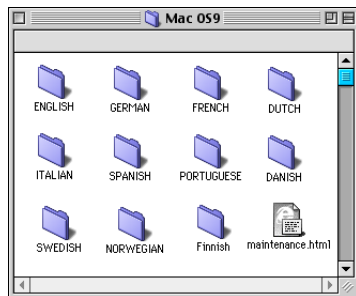 Mac OS9
ENGLISH
GERMAN
FRENCH
DUTCH
ITALIAN
SPANISH
PORTUGUESE
DANISH
SWEDISH
NORWEGIAN
Finnish
maintenance.html